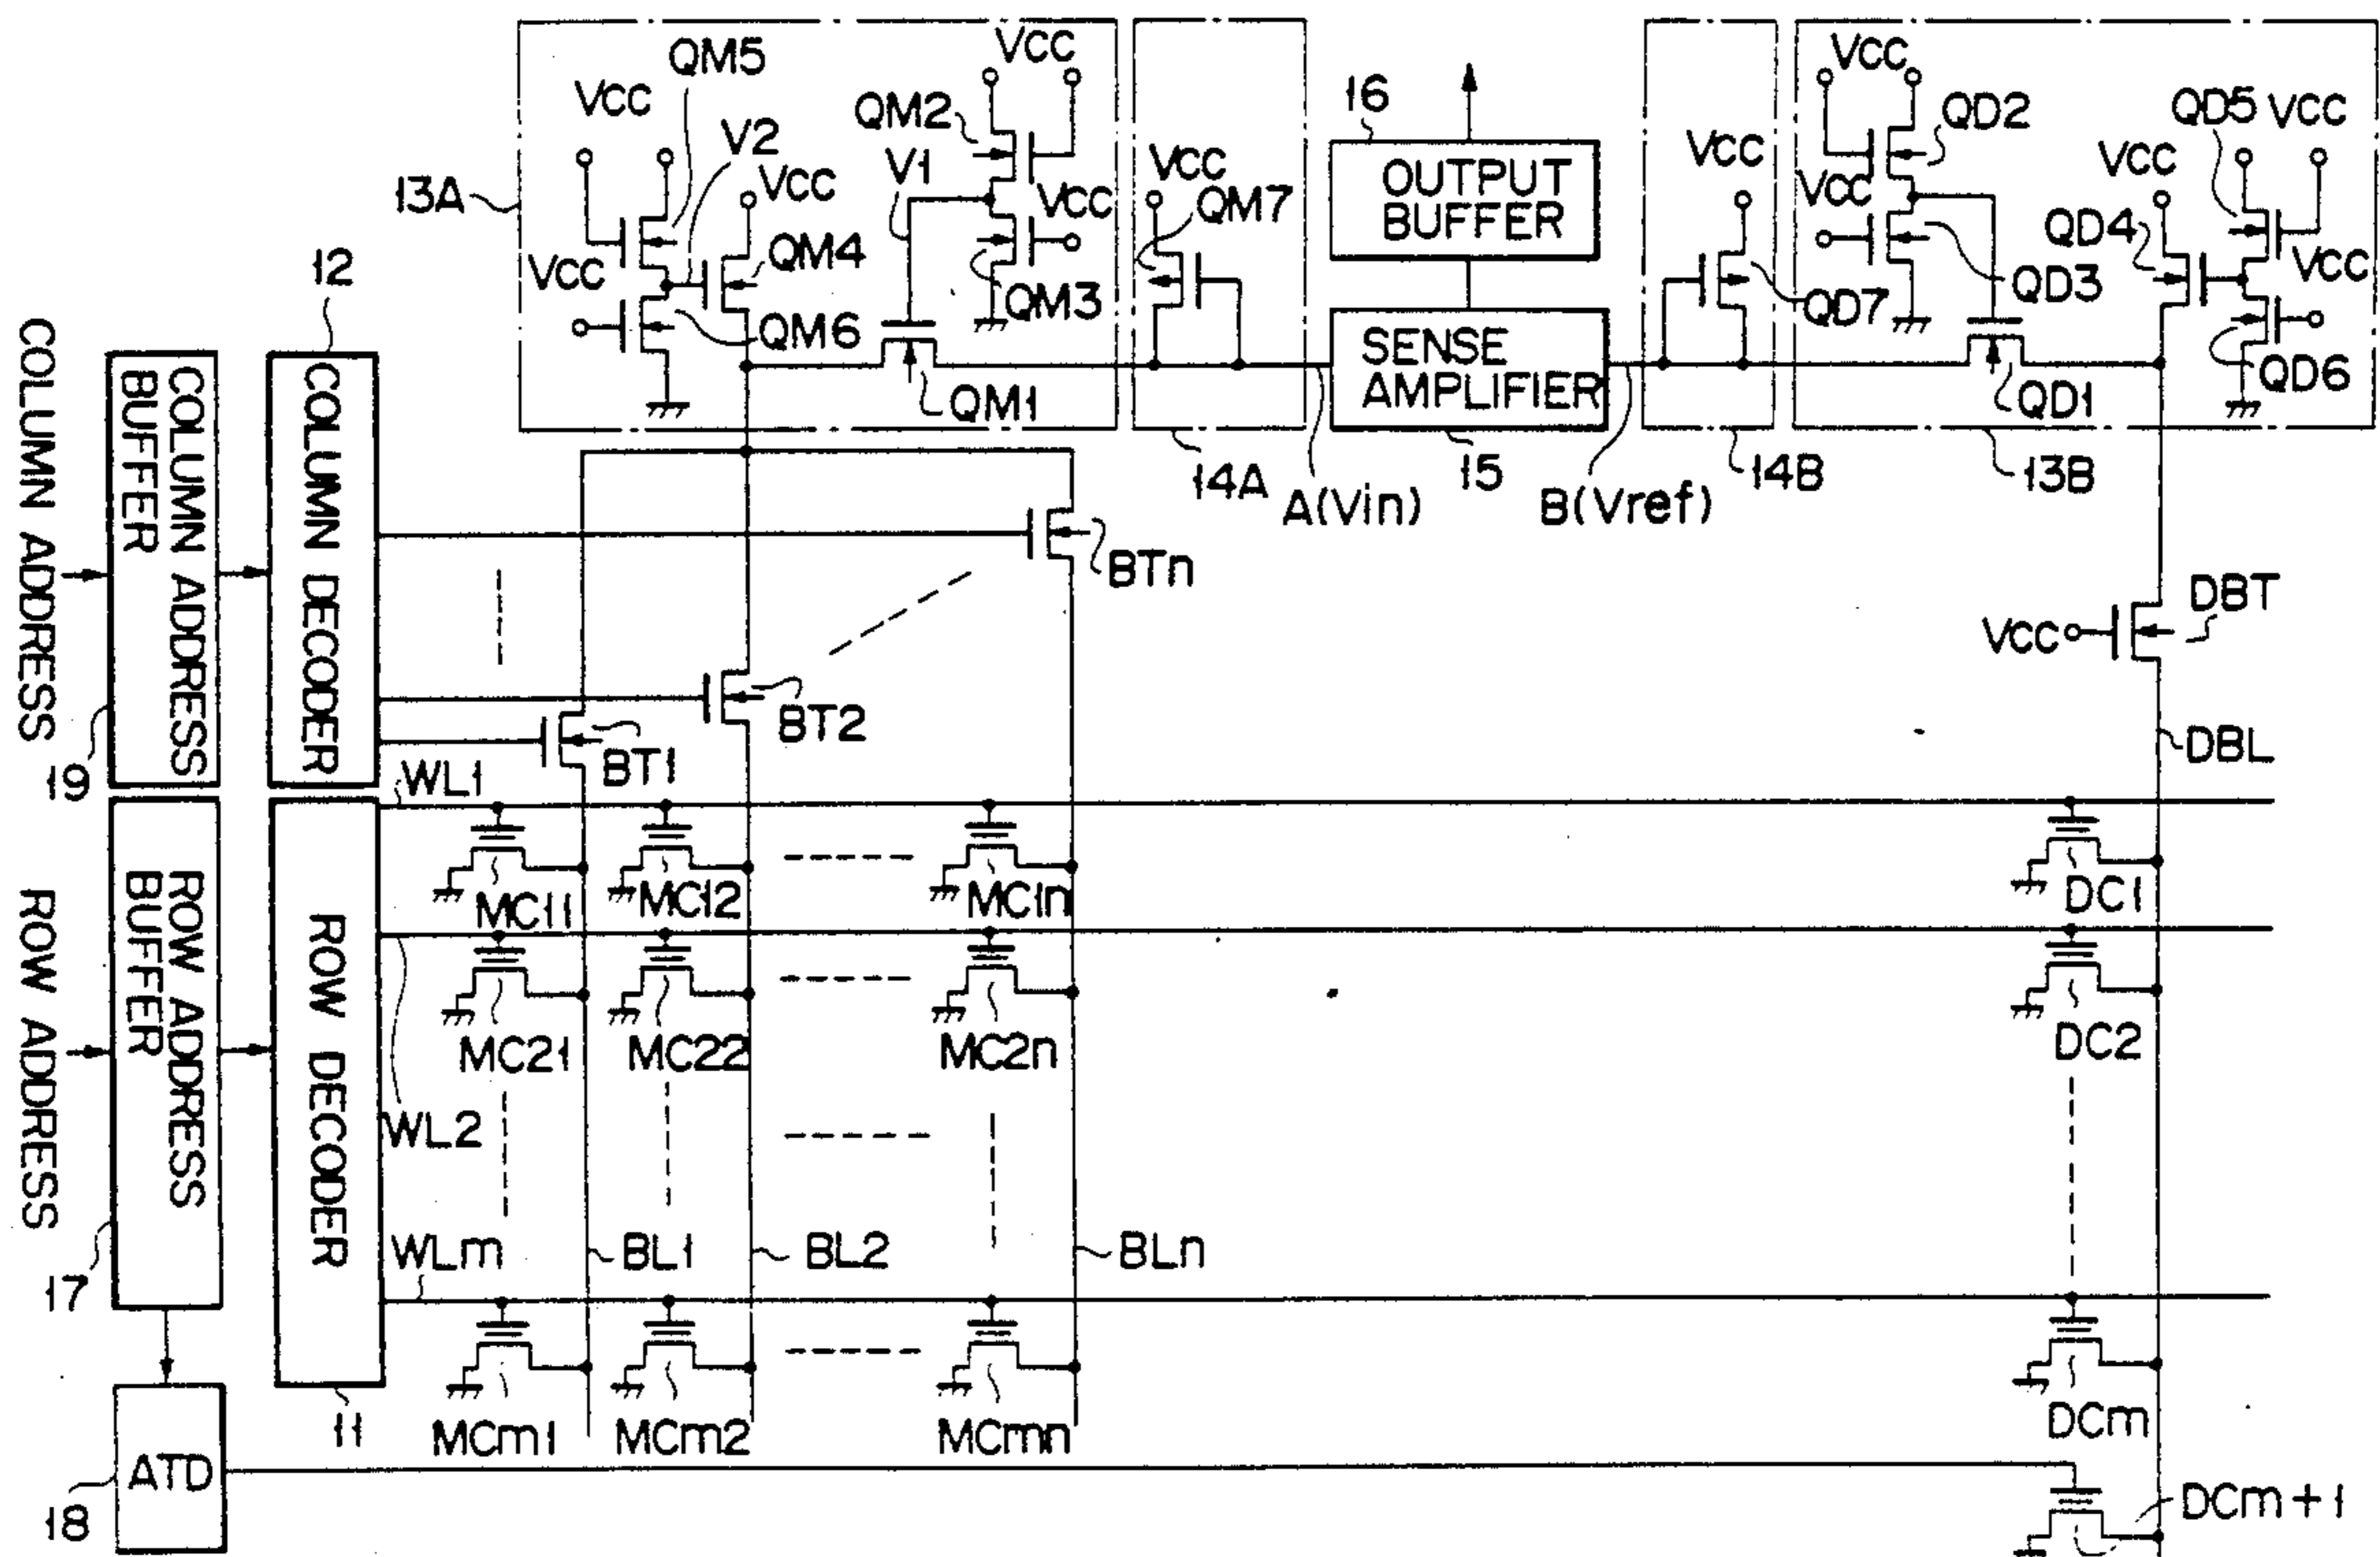 QM5
VCC
VCC
QM2
V2
V1
VCC
VCC
13A
QM4
QM3
VCC
QM6
QM1
VCC
QM7
14A
16
OUTPUT
BUFFER
SENSE
AMPLIFIER
15
A(Vin)
B(Vref)
VCC
QD7
14B
VCC
QD2
VCC
QD3
QD1
QD5
VCC
VCC
QD4
VCC
QD6
13B
12
COLUMN ADDRESS
COLUMN ADDRESS
BUFFER
COLUMN DECODER
19
BTn
BT2
BT1
VCC
DBT
DBL
WL1
MC11
MC12
MC1n
DC1
ROW ADDRESS
ROW ADDRESS
BUFFER
ROW DECODER
MC21
MC22
MC2n
DC2
WL2
WLm
BL1
BL2
BLn
17
11
MCm1
MCm2
MCmn
DCm
ATD
18
DCm+1